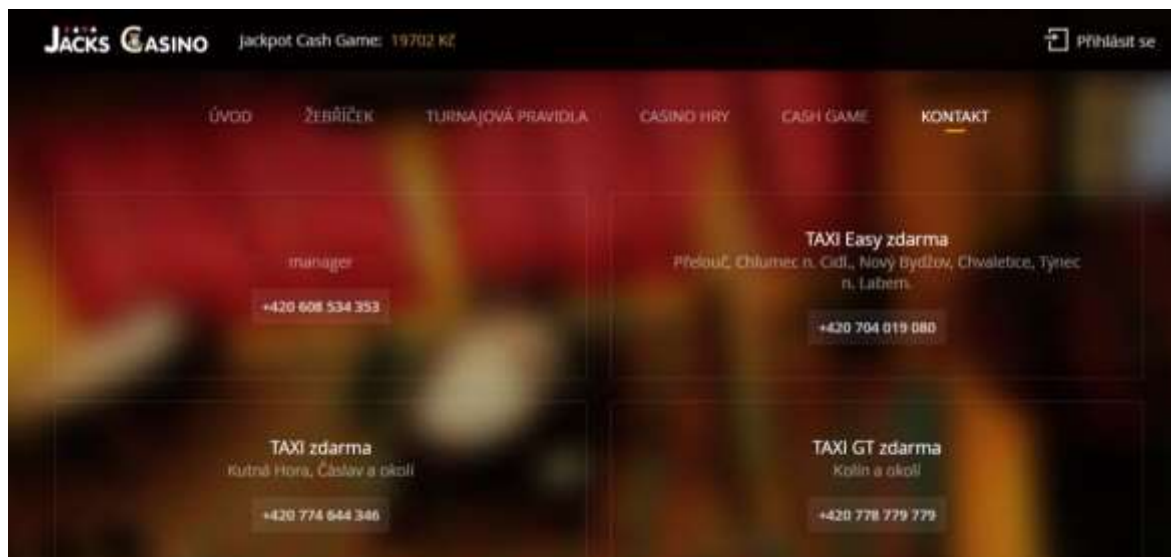 JACKS CASINO
Jackpot Cash Game: 19702 Kč
Přihlásit se
ÚVOD
ŽEBŘÍČEK
TURNAJOVÁ PRAVIDLA
CASINO HRY
CASH GAME
KONTAKT
manager
+420 608 534 353
TAXI Easy zdarma
Přelouč, Chlumec n. Cidl., Nový Bydžov, Chvaletice, Týnec
n. Labem.
+420 704 019 080
TAXI zdarma
Kutná Hora, Čáslav a okolí
+420 774 644 346
TAXI GT zdarma
Kolín a okolí
+420 778 779 779